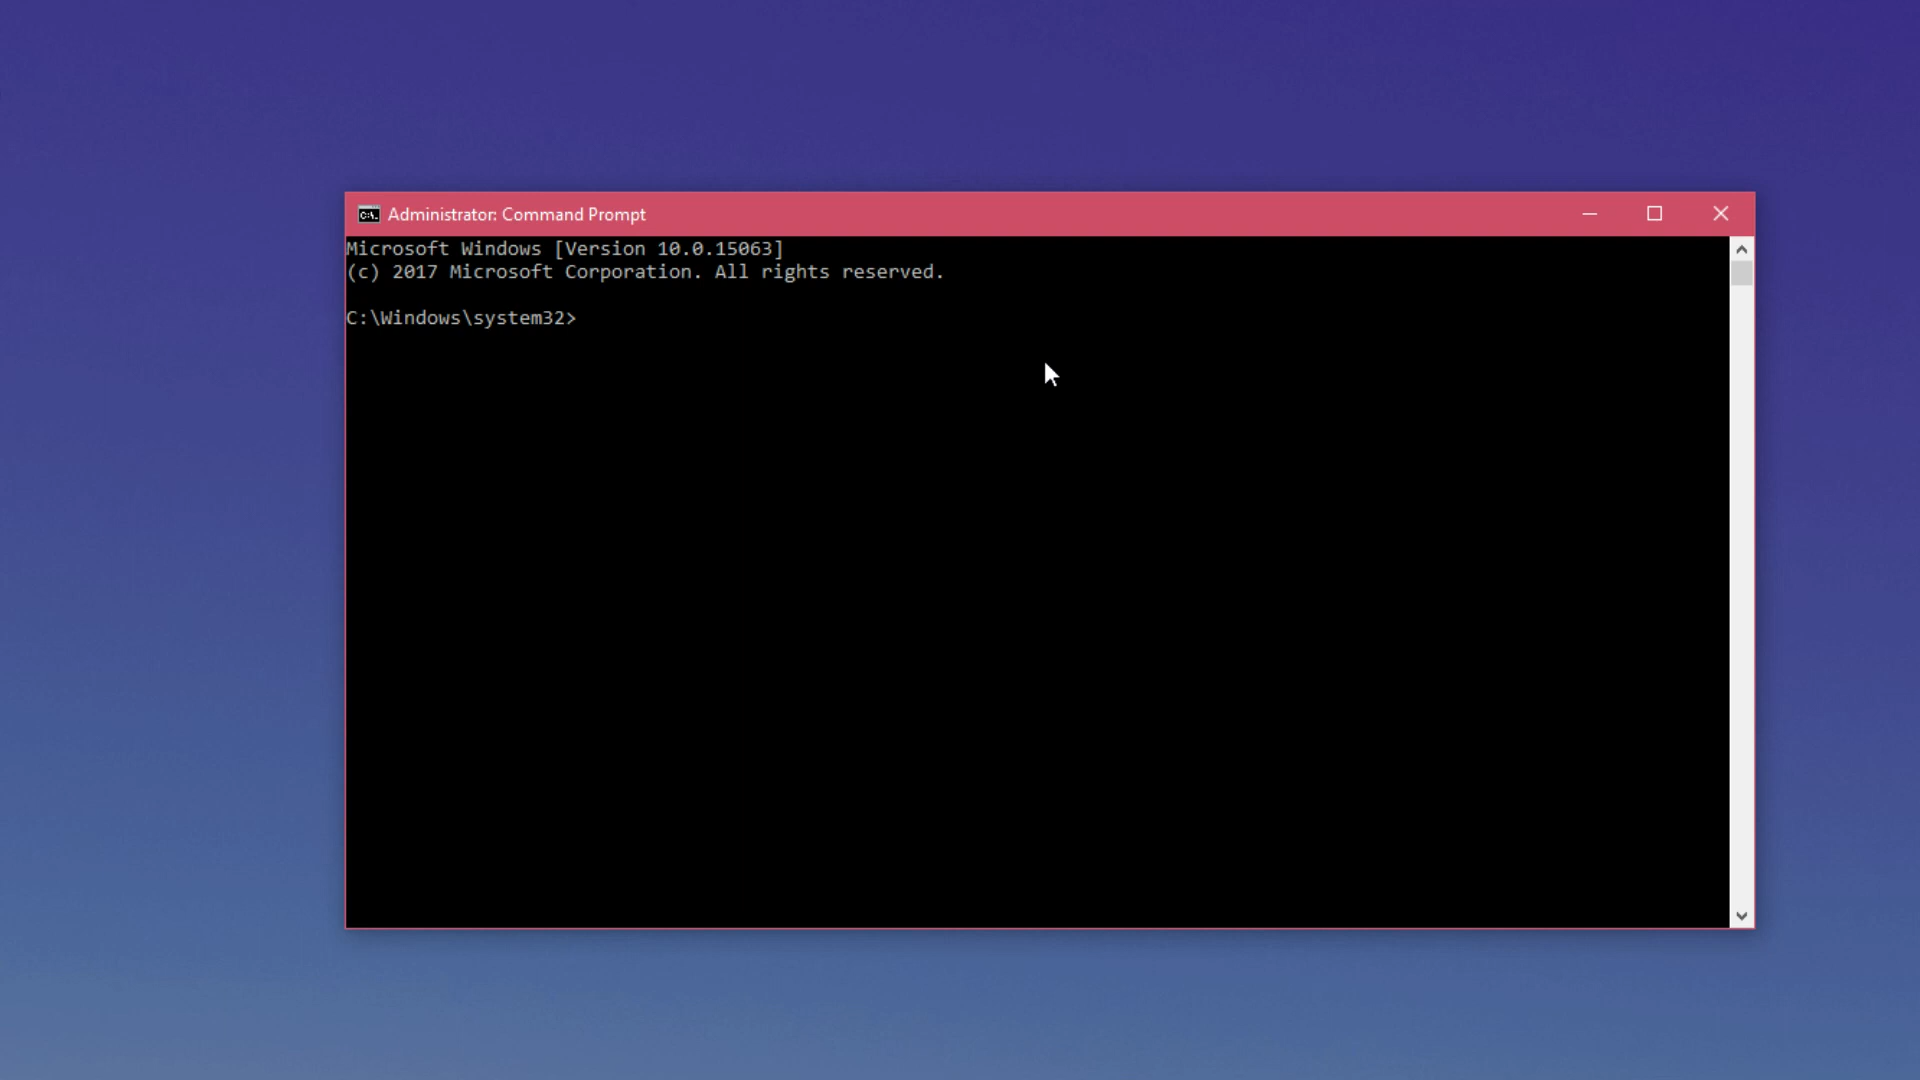 Administrator: Command Prompt
Microsoft Windows [Version 10.0.15063]
(c) 2017 Microsoft Corporation. All rights reserved.
C:\Windows\system32>